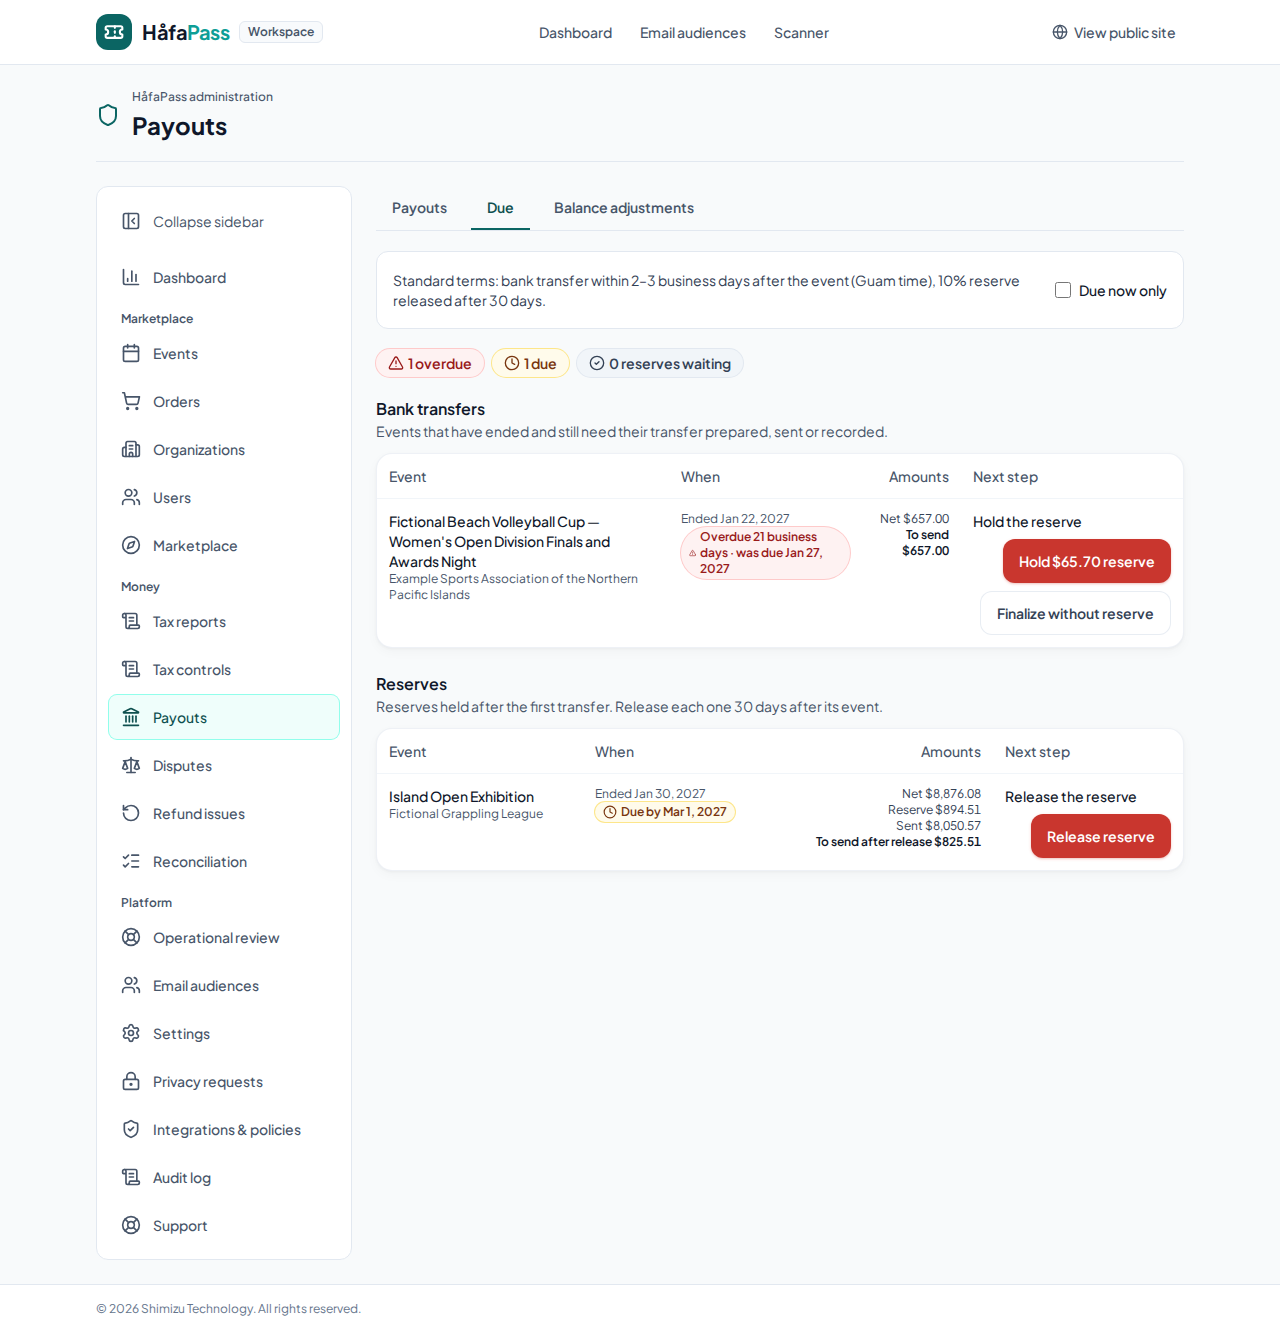 HåfaPass
Workspace
Dashboard
Email audiences
Scanner
View public site
HåfaPass administration
Payouts
Collapse sidebar
Dashboard
Marketplace
Events
Orders
Organizations
Users
Marketplace
Money
Tax reports
Tax controls
Payouts
Disputes
Refund issues
Reconciliation
Platform
Operational review
Email audiences
Settings
Privacy requests
Integrations & policies
Audit log
Support
Payouts
Due
Balance adjustments
Standard terms: bank transfer within 2–3 business days after the event (Guam time), 10% reserve
released after 30 days.
Due now only
1 overdue
1 due
0 reserves waiting
Bank transfers
Events that have ended and still need their transfer prepared, sent or recorded.
Event
When
Amounts
Next step
Fictional Beach Volleyball Cup —
Women's Open Division Finals and
Awards Night
Example Sports Association of the Northern
Pacific Islands
Ended Jan 22, 2027
Overdue 21 business
days · was due Jan 27,
2027
Net $657.00
To send
$657.00
Hold the reserve
Hold $65.70 reserve
Finalize without reserve
Reserves
Reserves held after the first transfer. Release each one 30 days after its event.
Event
When
Amounts
Next step
Island Open Exhibition
Fictional Grappling League
Ended Jan 30, 2027
Due by Mar 1, 2027
Net $8,876.08
Reserve $894.51
Sent $8,050.57
To send after release $825.51
Release the reserve
Release reserve
© 2026 Shimizu Technology. All rights reserved.